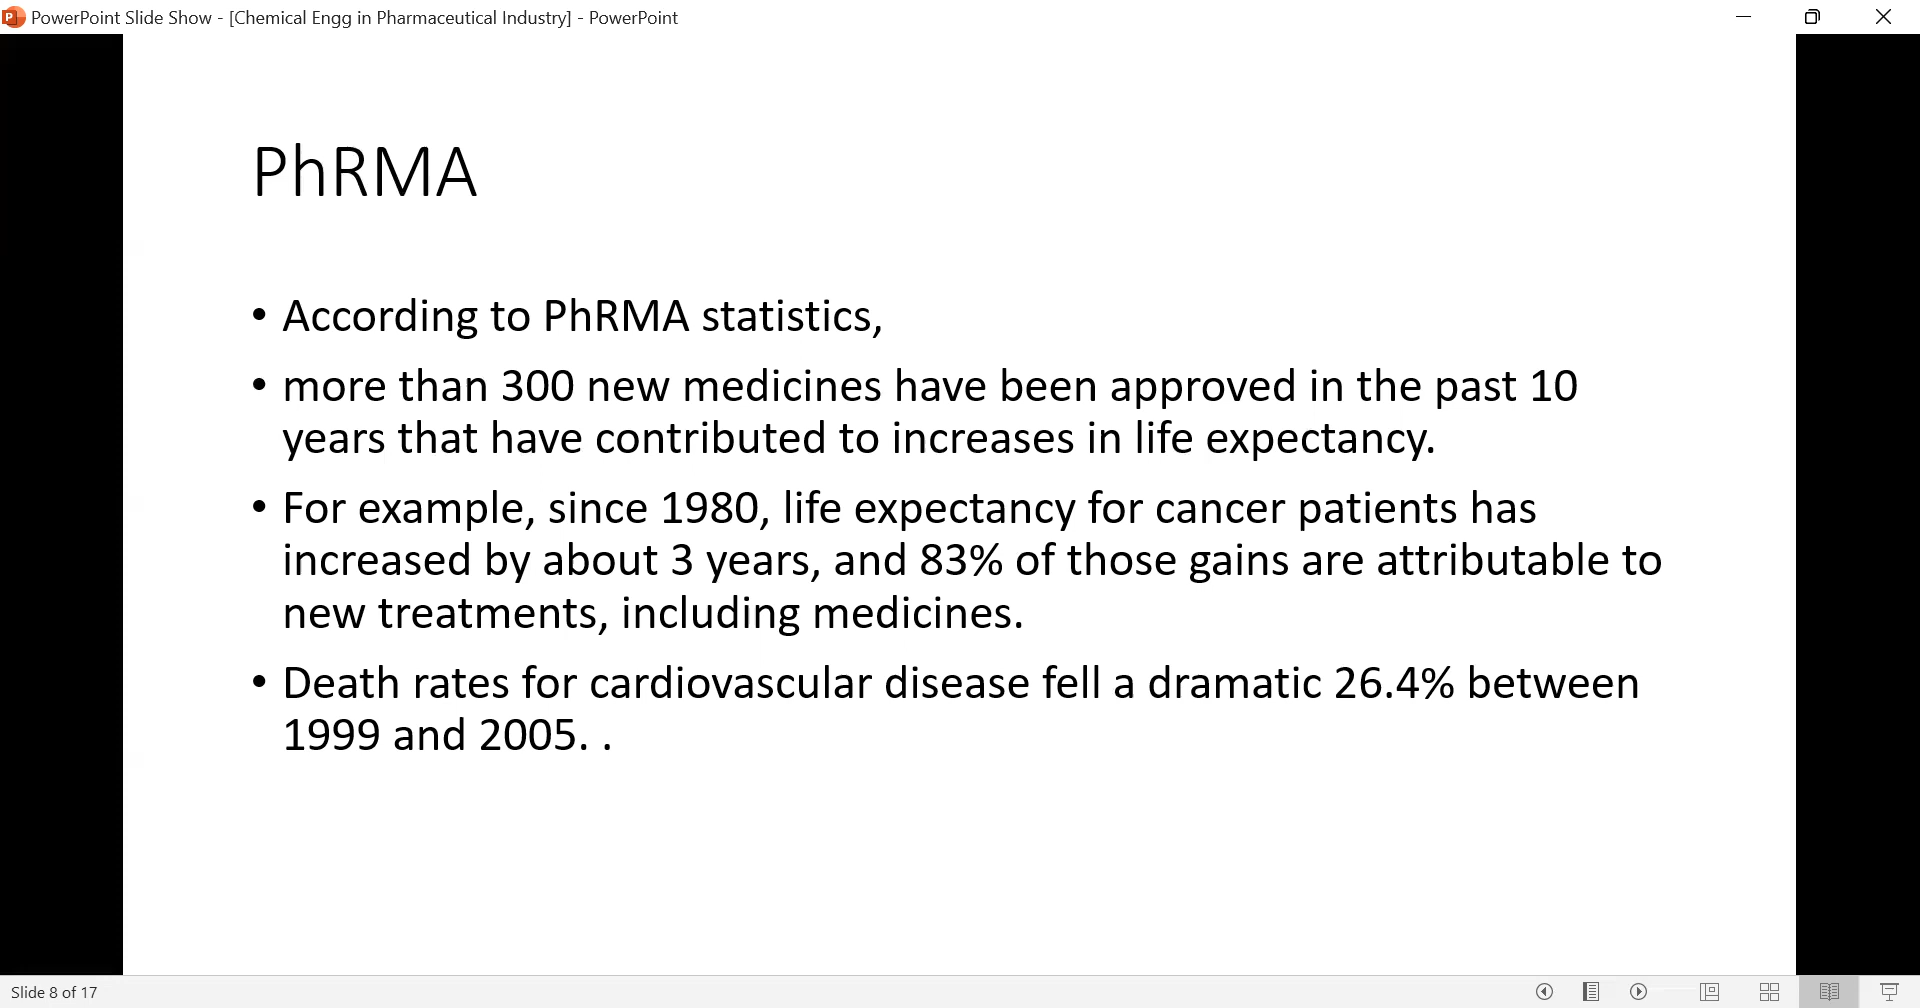 PowerPoint Slide Show - [Chemical Engg in Pharmaceutical Industry] - PowerPoint
PhRMA
• According to PhRMA statistics,
• more than 300 new medicines have been approved in the past 10
years that have contributed to increases in life expectancy.
• For example, since 1980, life expectancy for cancer patients has
increased by about 3 years, and 83% of those gains are attributable to
new treatments, including medicines.
• Death rates for cardiovascular disease fell a dramatic 26.4% between
1999 and 2005. .
Slide 8 of 17